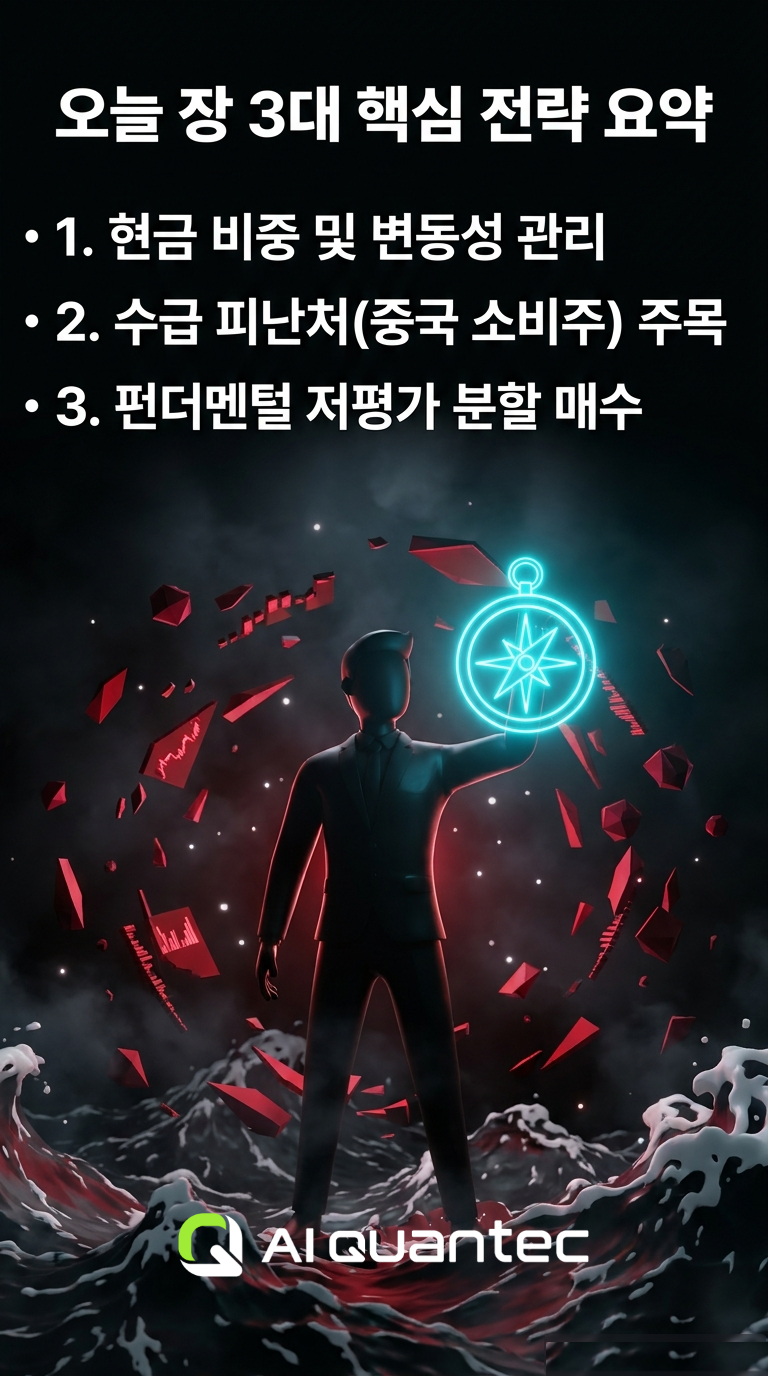 오늘 장 3대 핵심 전략 요약
• 1. 현금 비중 및 변동성 관리
• 2. 수급 피난처(중국 소비주) 주목
• 3. 펀더멘털 저평가 분할 매수
AI Quantec